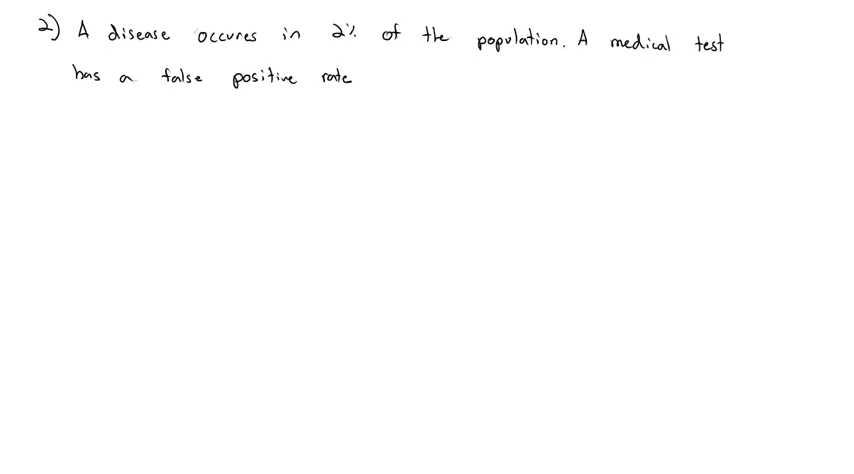 2) A disease occures in 2% of the population. A medical test
has a false positive rate